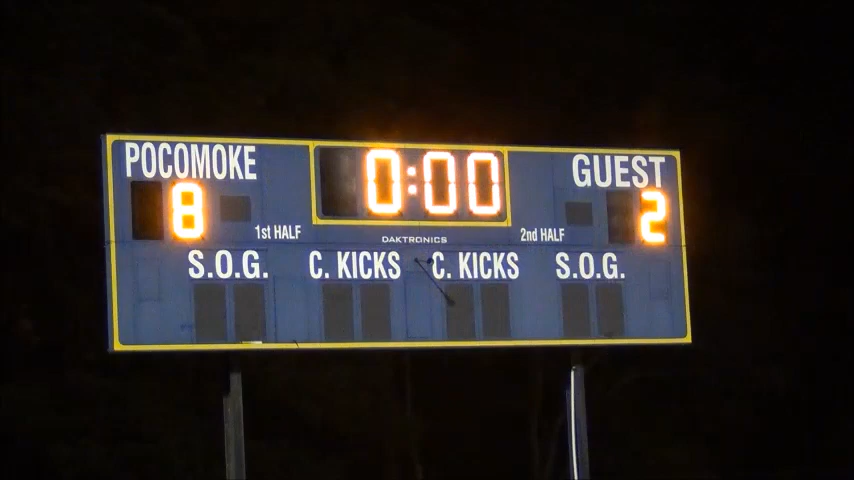 POCOMOKE 0:00 GUEST
8 2
1st HALF DAKTRONICS 2nd HALF
S.O.G. C. KICKS C. KICKS S.O.G.